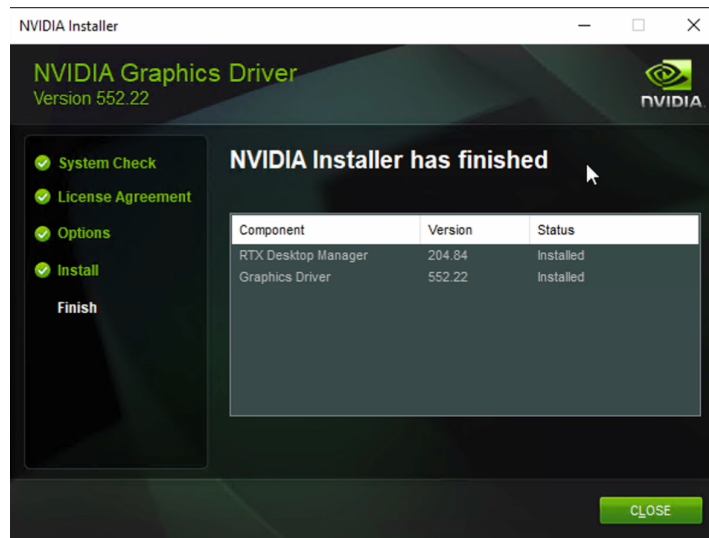 NVIDIA Installer
NVIDIA Graphics Driver
Version 552.22
NVIDIA.
System Check
License Agreement
Options
Install
Finish
NVIDIA Installer has finished
Component Version Status
RTX Desktop Manager 204.84 Installed
Graphics Driver 552.22 Installed
CLOSE